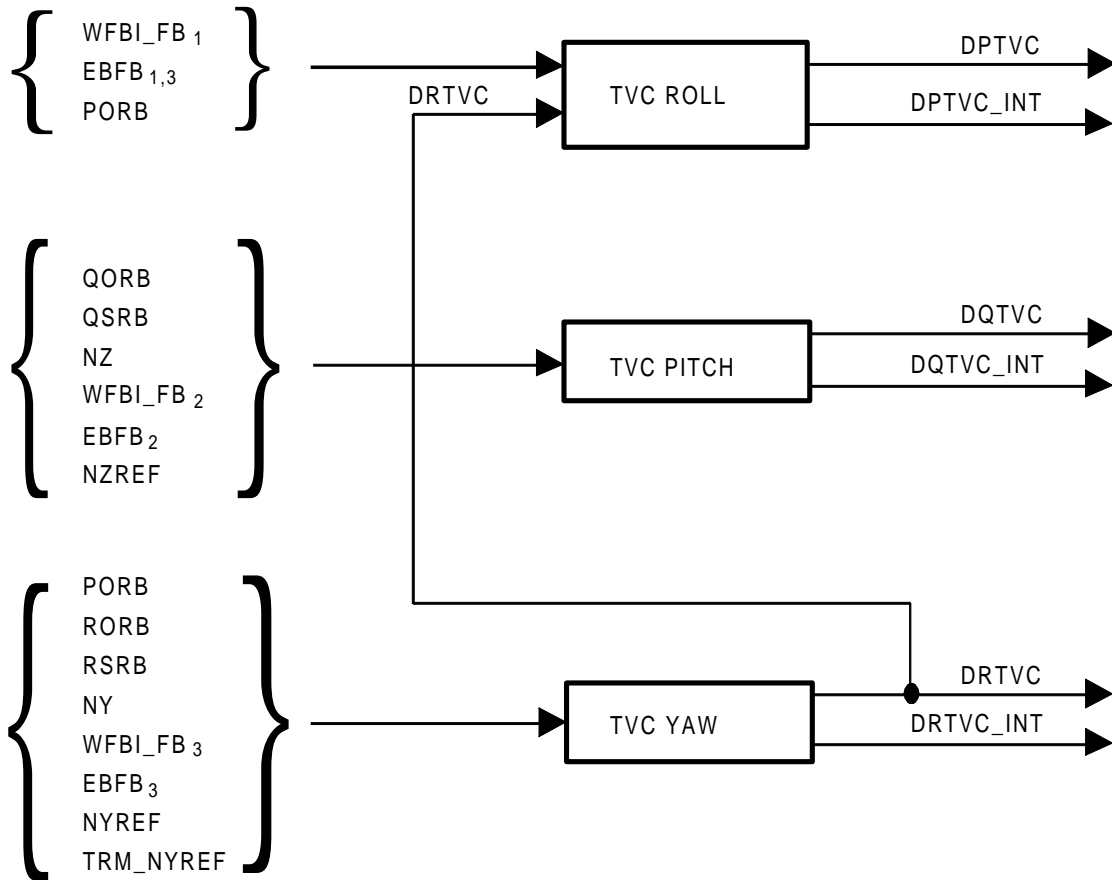 WFBI_FB 1
EBFB 1,3
PORB
DRTVC
TVC ROLL
DPTVC
DPTVC_INT
QORB
QSRB
NZ
WFBI_FB 2
EBFB 2
NZREF
TVC PITCH
DQTVC
DQTVC_INT
PORB
RORB
RSRB
NY
WFBI_FB 3
EBFB 3
NYREF
TRM_NYREF
TVC YAW
DRTVC
DRTVC_INT